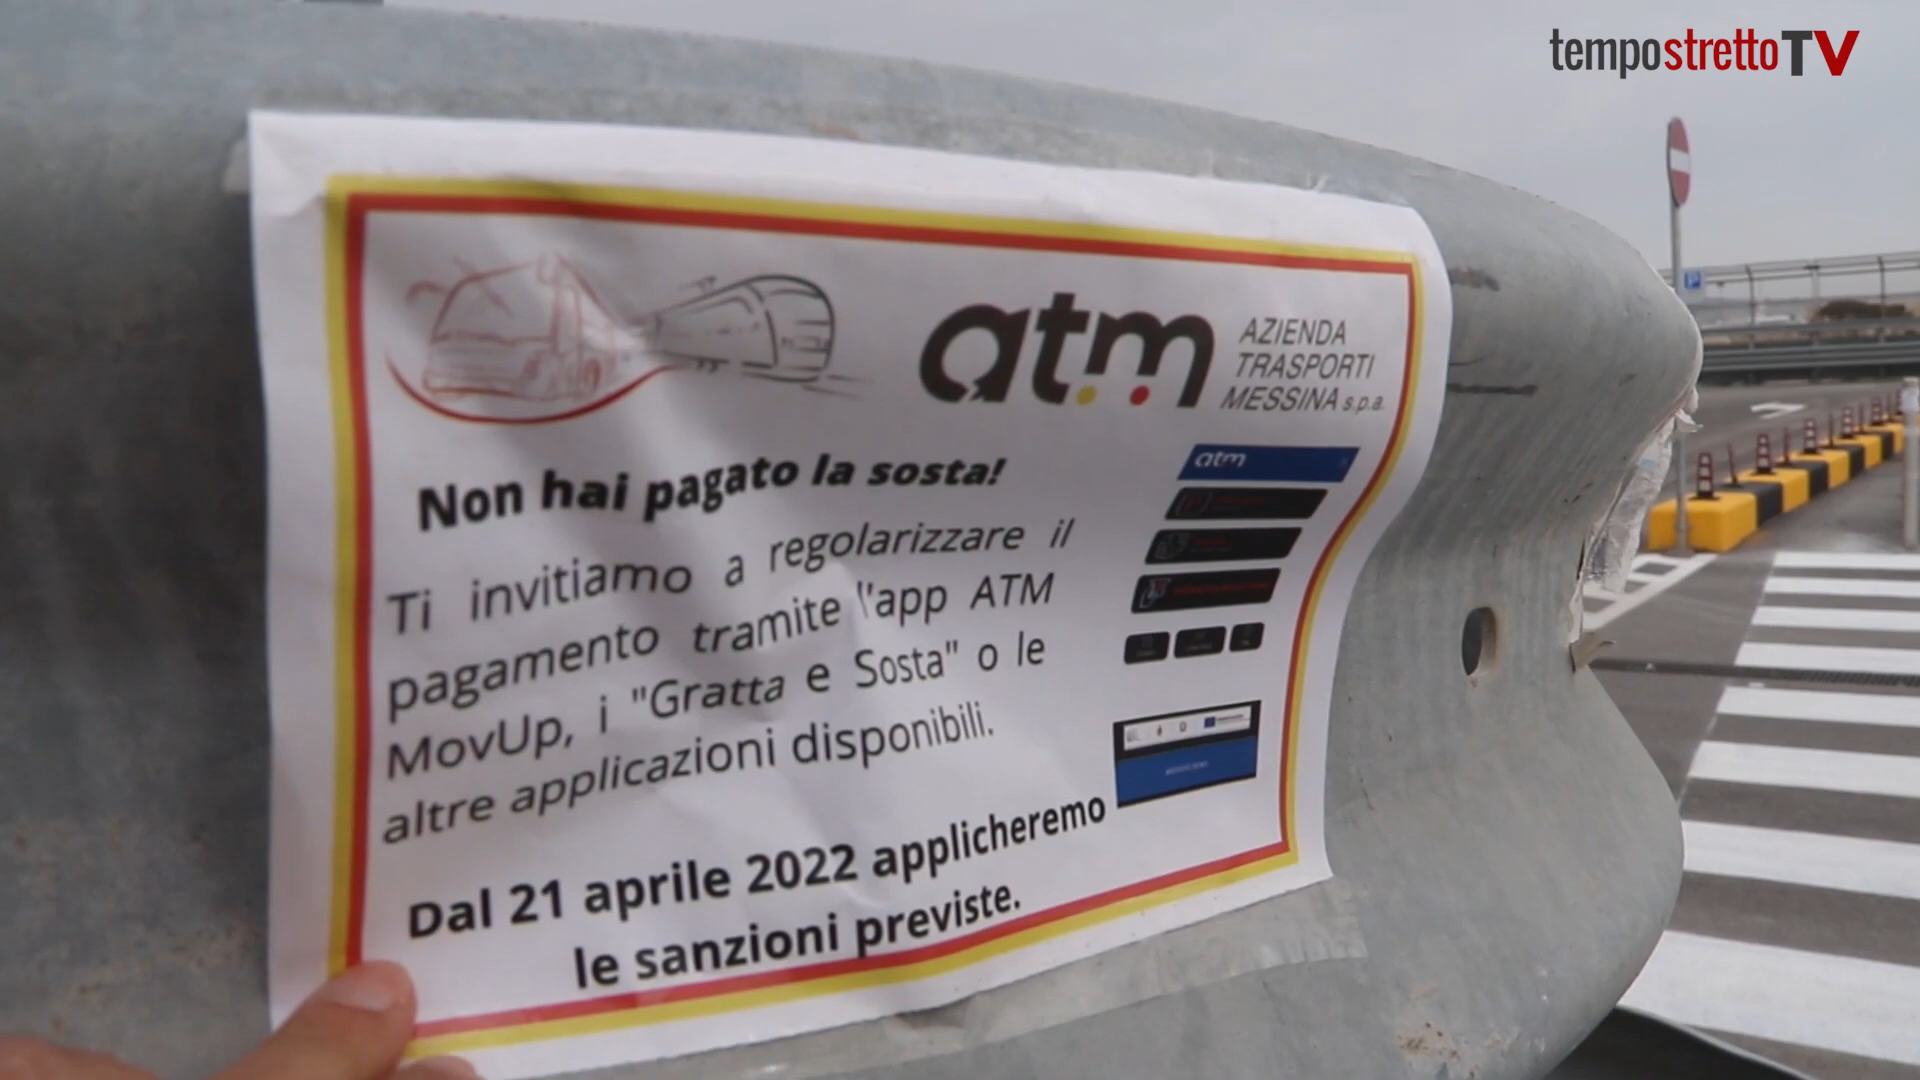 tempostrettoTV
atm AZIENDA
TRASPORTI
MESSINA s.p.a.
Non hai pagato la sosta!
Ti invitiamo a regolarizzare il
pagamento tramite l'app ATM
MovUp, i "Gratta e Sosta" o le
altre applicazioni disponibili.
Dal 21 aprile 2022 applicheremo
le sanzioni previste.
atm
P